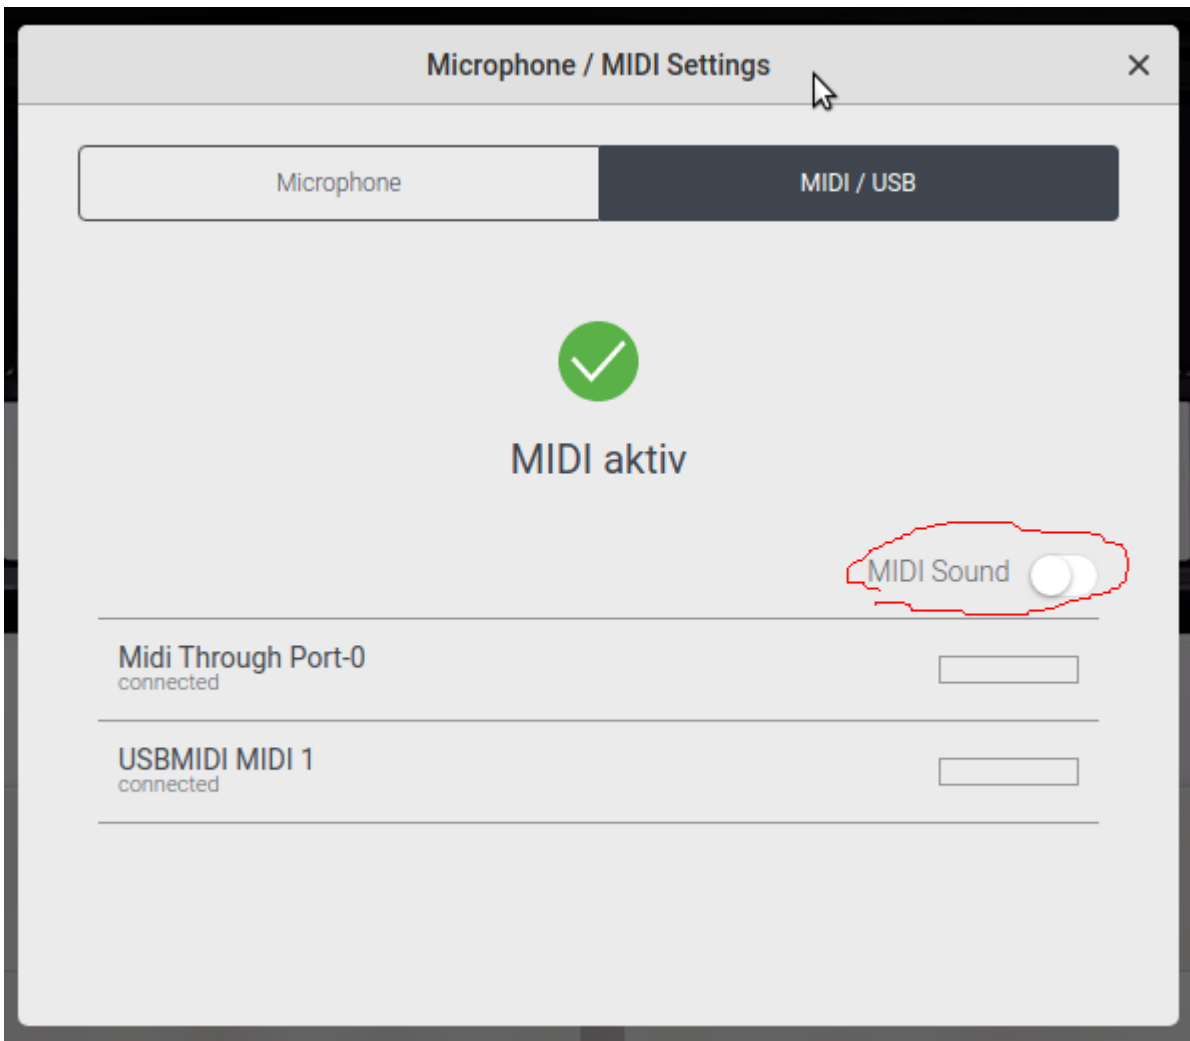 Microphone / MIDI Settings
Microphone
MIDI / USB
MIDI aktiv
MIDI Sound
Midi Through Port-0
connected
USBMIDI MIDI 1
connected